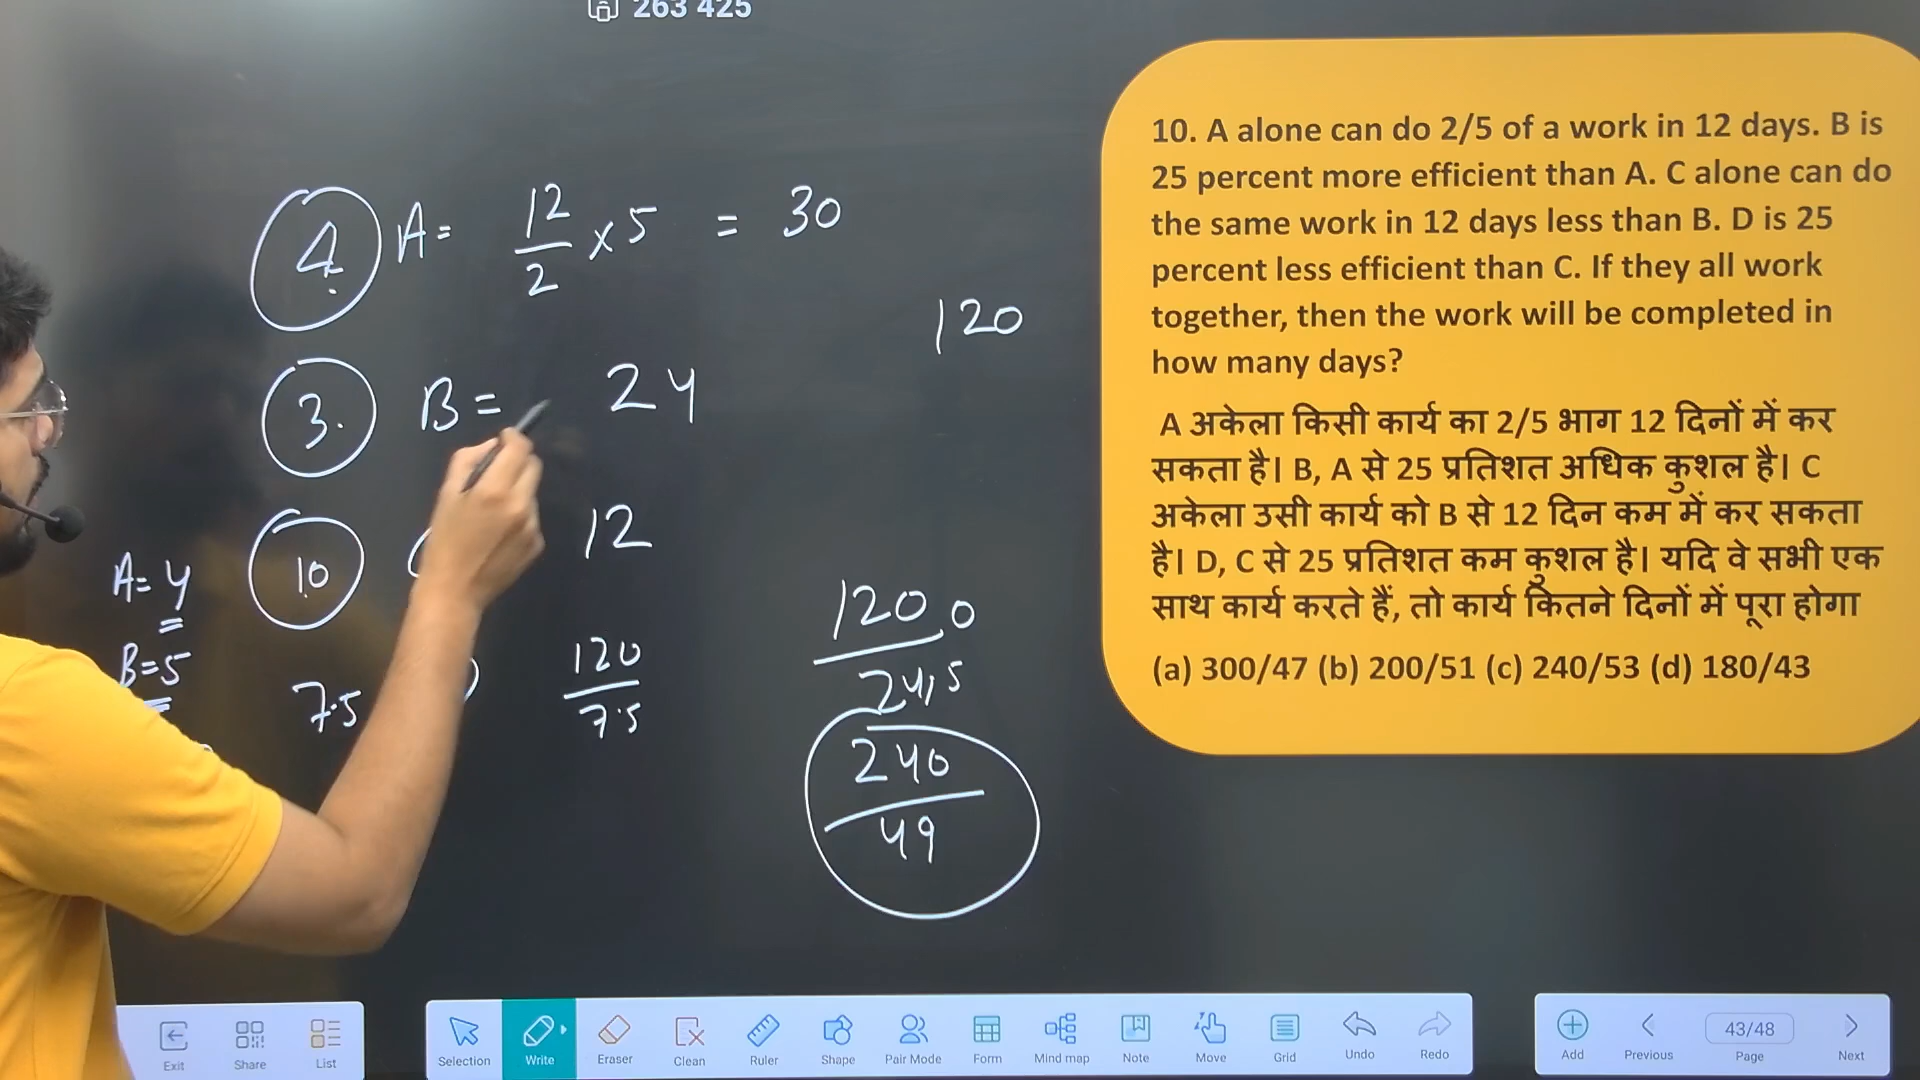 263 425
4. A = 12/2 × 5 = 30
120
3. B = 24
10 12
A = 4
B = 5
7.5
120/7.5
1200/24,5
240/49
10. A alone can do 2/5 of a work in 12 days. B is
25 percent more efficient than A. C alone can do
the same work in 12 days less than B. D is 25
percent less efficient than C. If they all work
together, then the work will be completed in
how many days?
A अकेला किसी कार्य का 2/5 भाग 12 दिनों में कर
सकता है। B, A से 25 प्रतिशत अधिक कुशल है। C
अकेला उसी कार्य को B से 12 दिन कम में कर सकता
है। D, C से 25 प्रतिशत कम कुशल है। यदि वे सभी एक
साथ कार्य करते हैं, तो कार्य कितने दिनों में पूरा होगा
(a) 300/47 (b) 200/51 (c) 240/53 (d) 180/43
Exit Share List Selection Write Eraser Clean Ruler Shape Pair Mode Form Mind map Note Move Grid Undo Redo Add Previous 43/48 Page Next